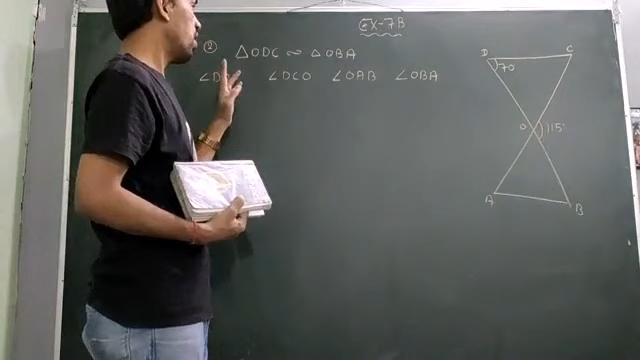 EX-7B
② △ODC ∾ △OBA
∠D ∠DCO ∠OAB ∠OBA
D C
70
O 115°
A B